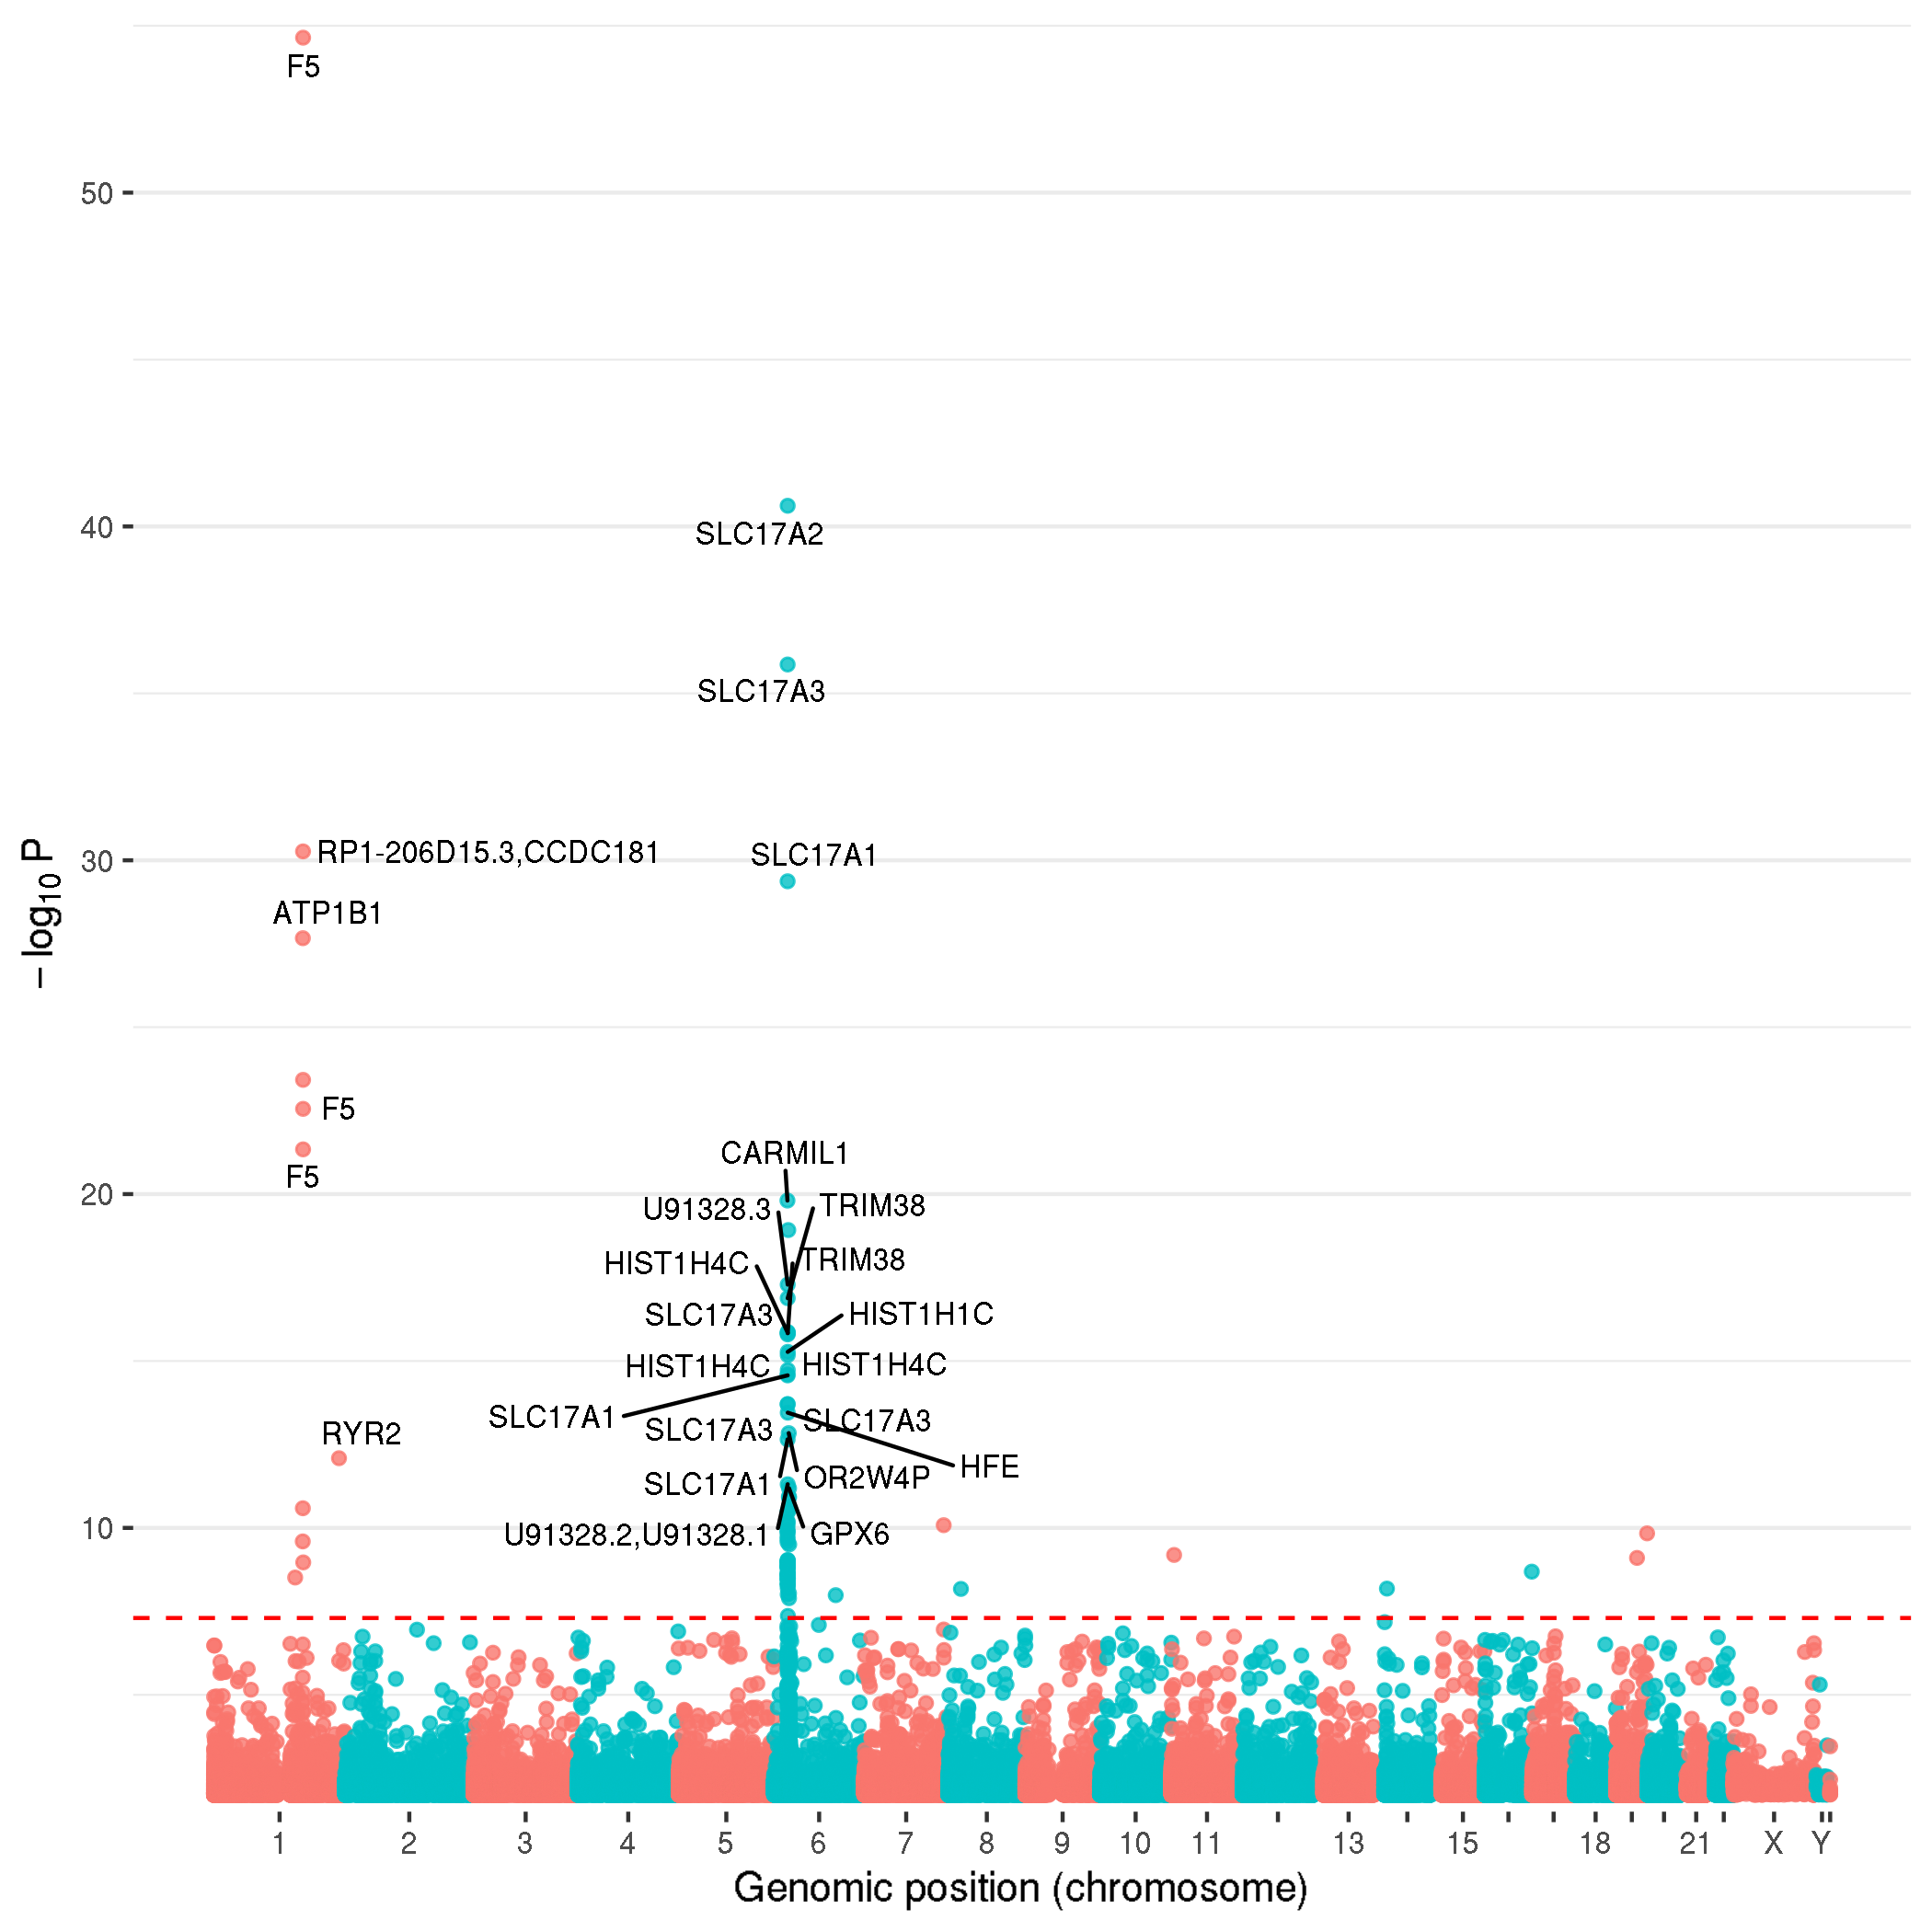 F5
50
40
SLC17A2
SLC17A3
30
RP1-206D15.3,CCDC181
SLC17A1
ATP1B1
− log10 P
F5
F5
20
CARMIL1
U91328.3
TRIM38
HIST1H4C
TRIM38
SLC17A3
HIST1H1C
HIST1H4C
HIST1H4C
SLC17A1
SLC17A3
SLC17A3
RYR2
HFE
SLC17A1
OR2W4P
10
U91328.2,U91328.1
GPX6
1 2 3 4 5 6 7 8 9 10 11 13 15 18 21 X Y
Genomic position (chromosome)